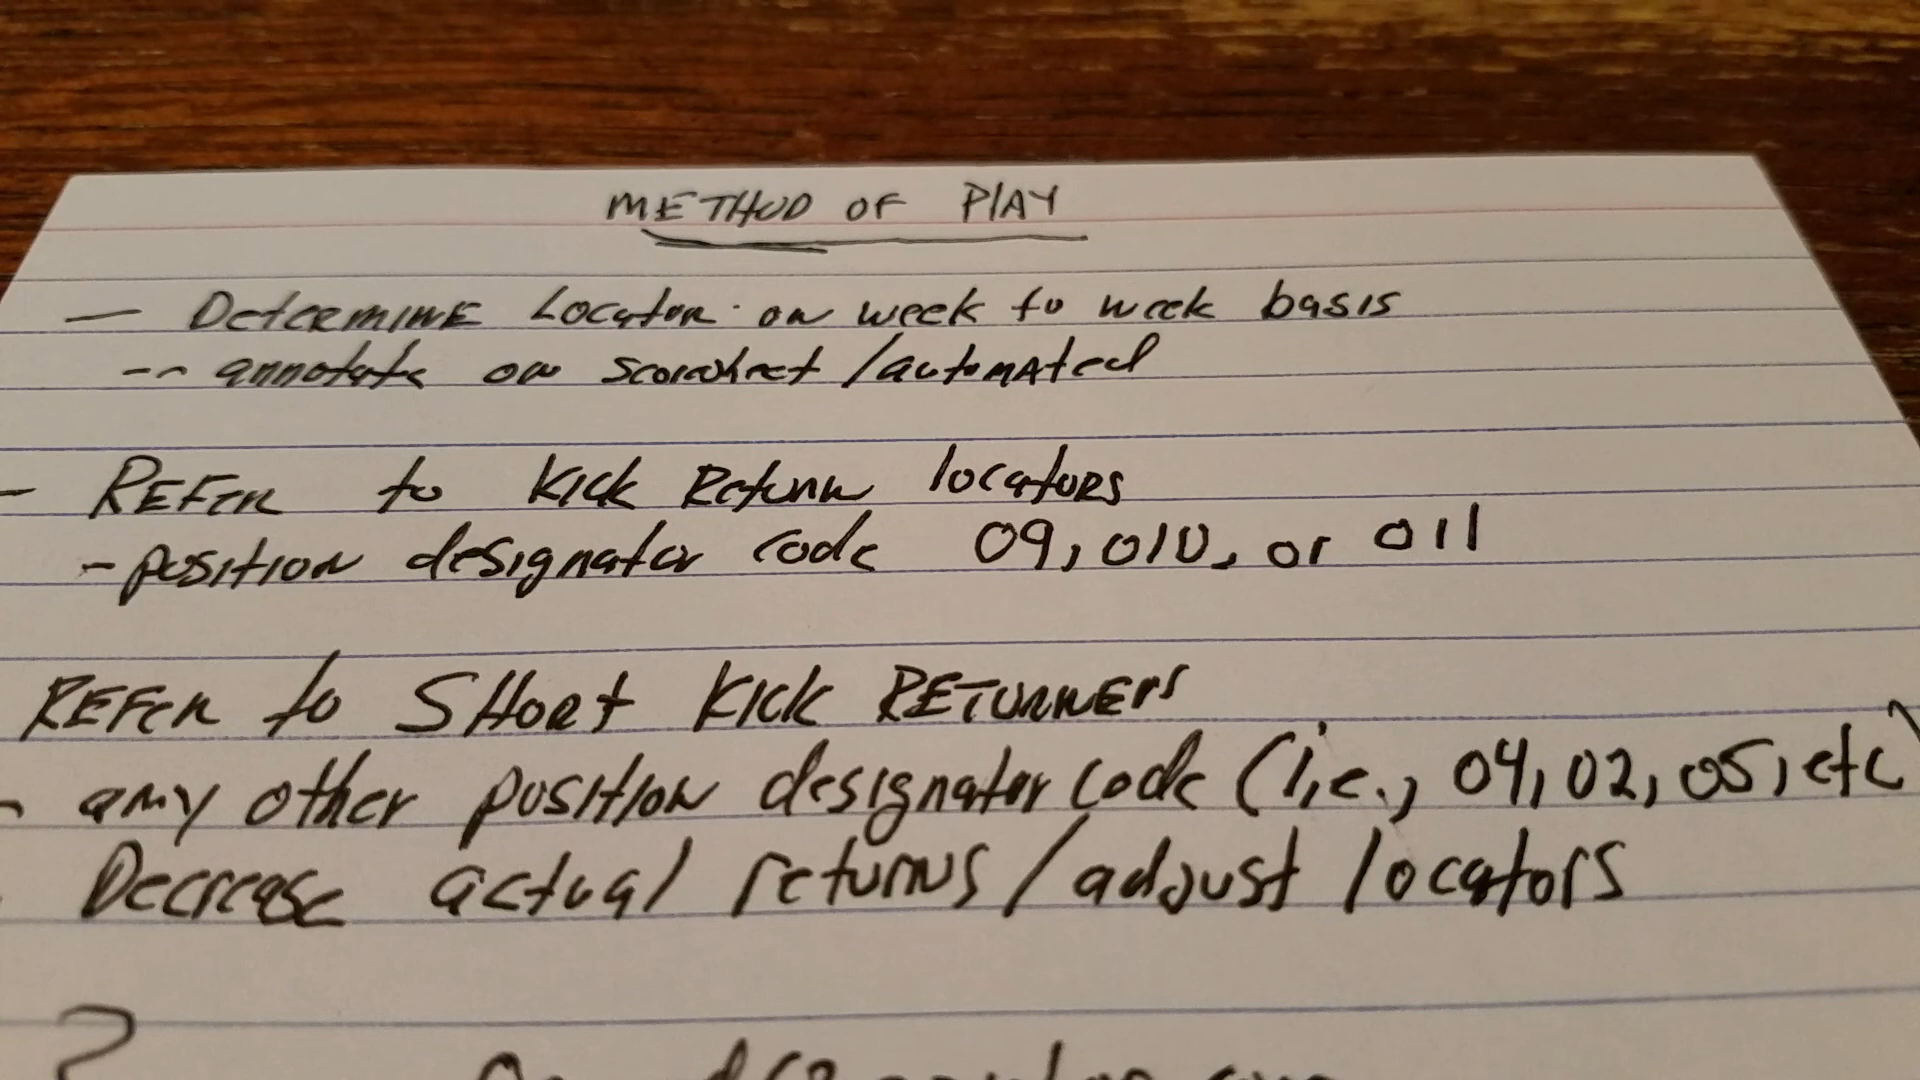 METHOD OF PlAY
— DetermINE Locator on week to week basis
-- annotate on scoresheet /automated
- REFER to Kick Return locators
- position designator code 09, 010, or 011
REFER to SHort KICK RETURNErs
- any other position designator code (i.e., 04, 02, 05, etc)
- Decrease actual returns / adjust locators